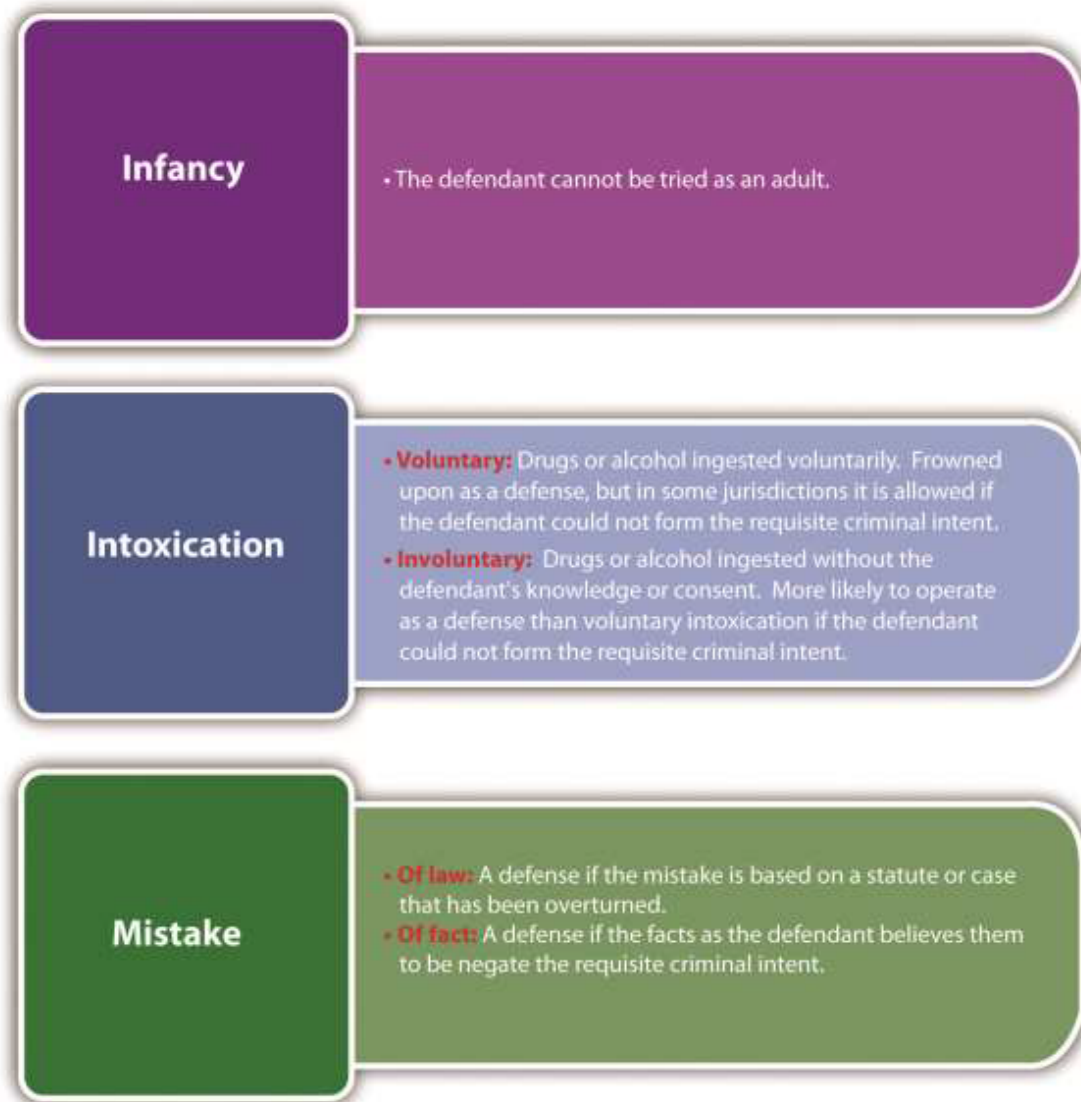 Infancy
• The defendant cannot be tried as an adult.
Intoxication
• Voluntary: Drugs or alcohol ingested voluntarily. Frowned
upon as a defense, but in some jurisdictions it is allowed if
the defendant could not form the requisite criminal intent.
• Involuntary: Drugs or alcohol ingested without the
defendant's knowledge or consent. More likely to operate
as a defense than voluntary intoxication if the defendant
could not form the requisite criminal intent.
Mistake
• Of law: A defense if the mistake is based on a statute or case
that has been overturned.
• Of fact: A defense if the facts as the defendant believes them
to be negate the requisite criminal intent.